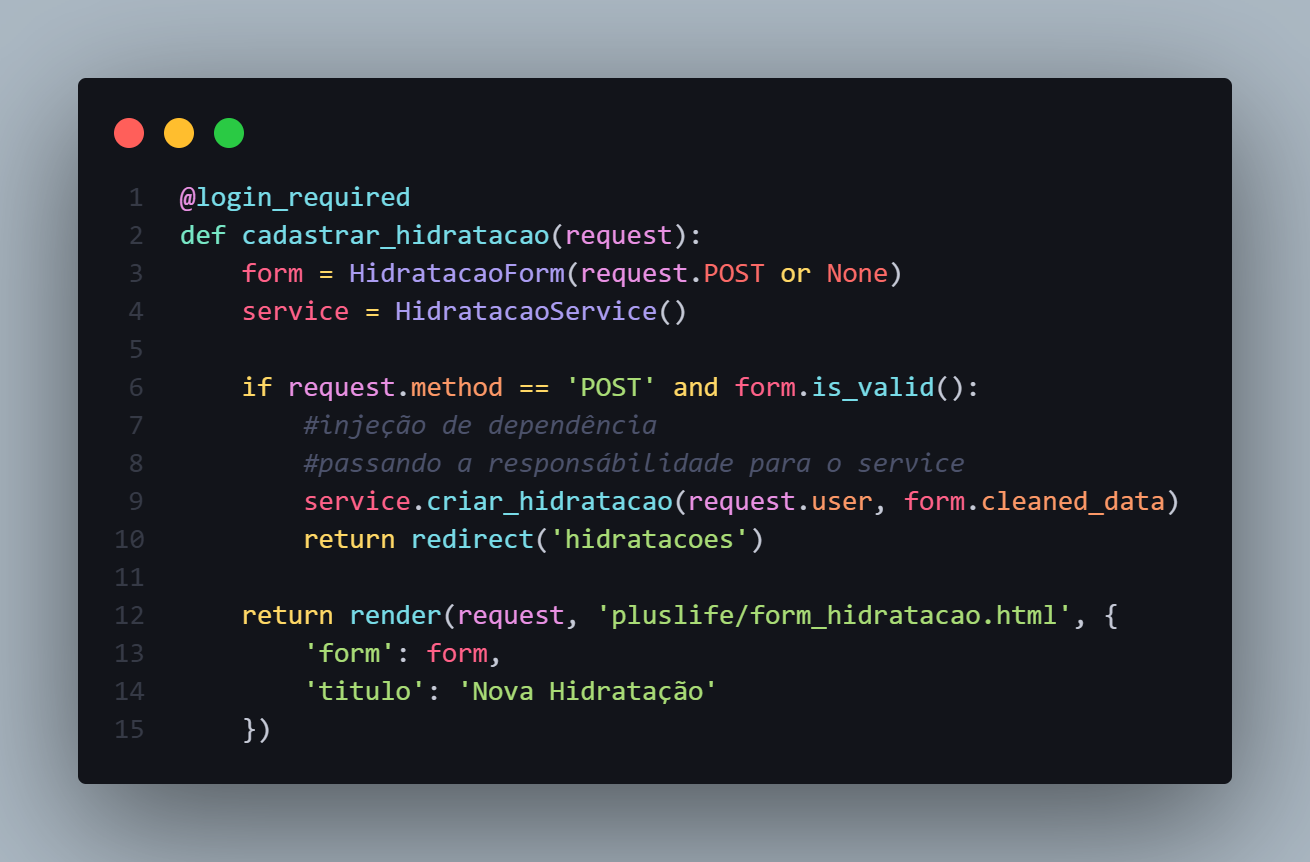 1 @login_required
2 def cadastrar_hidratacao(request):
3     form = HidratacaoForm(request.POST or None)
4     service = HidratacaoService()
5
6     if request.method == 'POST' and form.is_valid():
7         #injeção de dependência
8         #passando a responsábilidade para o service
9         service.criar_hidratacao(request.user, form.cleaned_data)
10         return redirect('hidratacoes')
11
12     return render(request, 'pluslife/form_hidratacao.html', {
13         'form': form,
14         'titulo': 'Nova Hidratação'
15     })